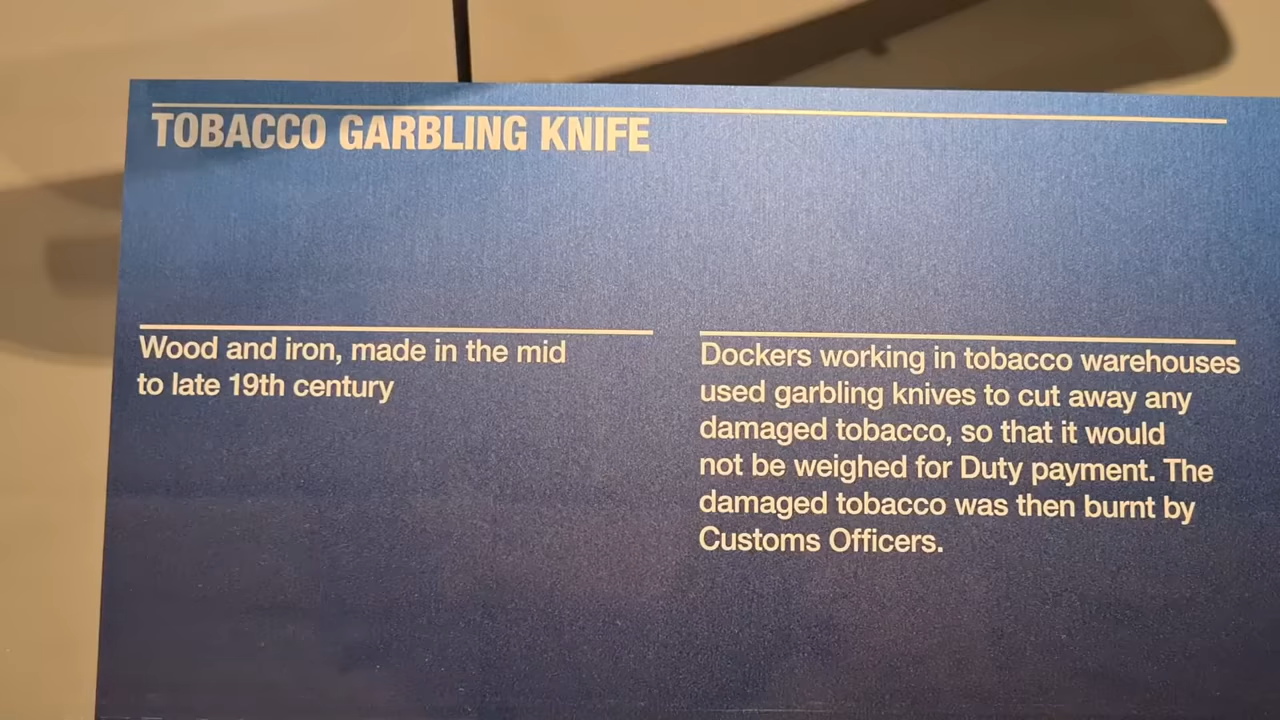 TOBACCO GARBLING KNIFE
Wood and iron, made in the mid
to late 19th century
Dockers working in tobacco warehouses
used garbling knives to cut away any
damaged tobacco, so that it would
not be weighed for Duty payment. The
damaged tobacco was then burnt by
Customs Officers.